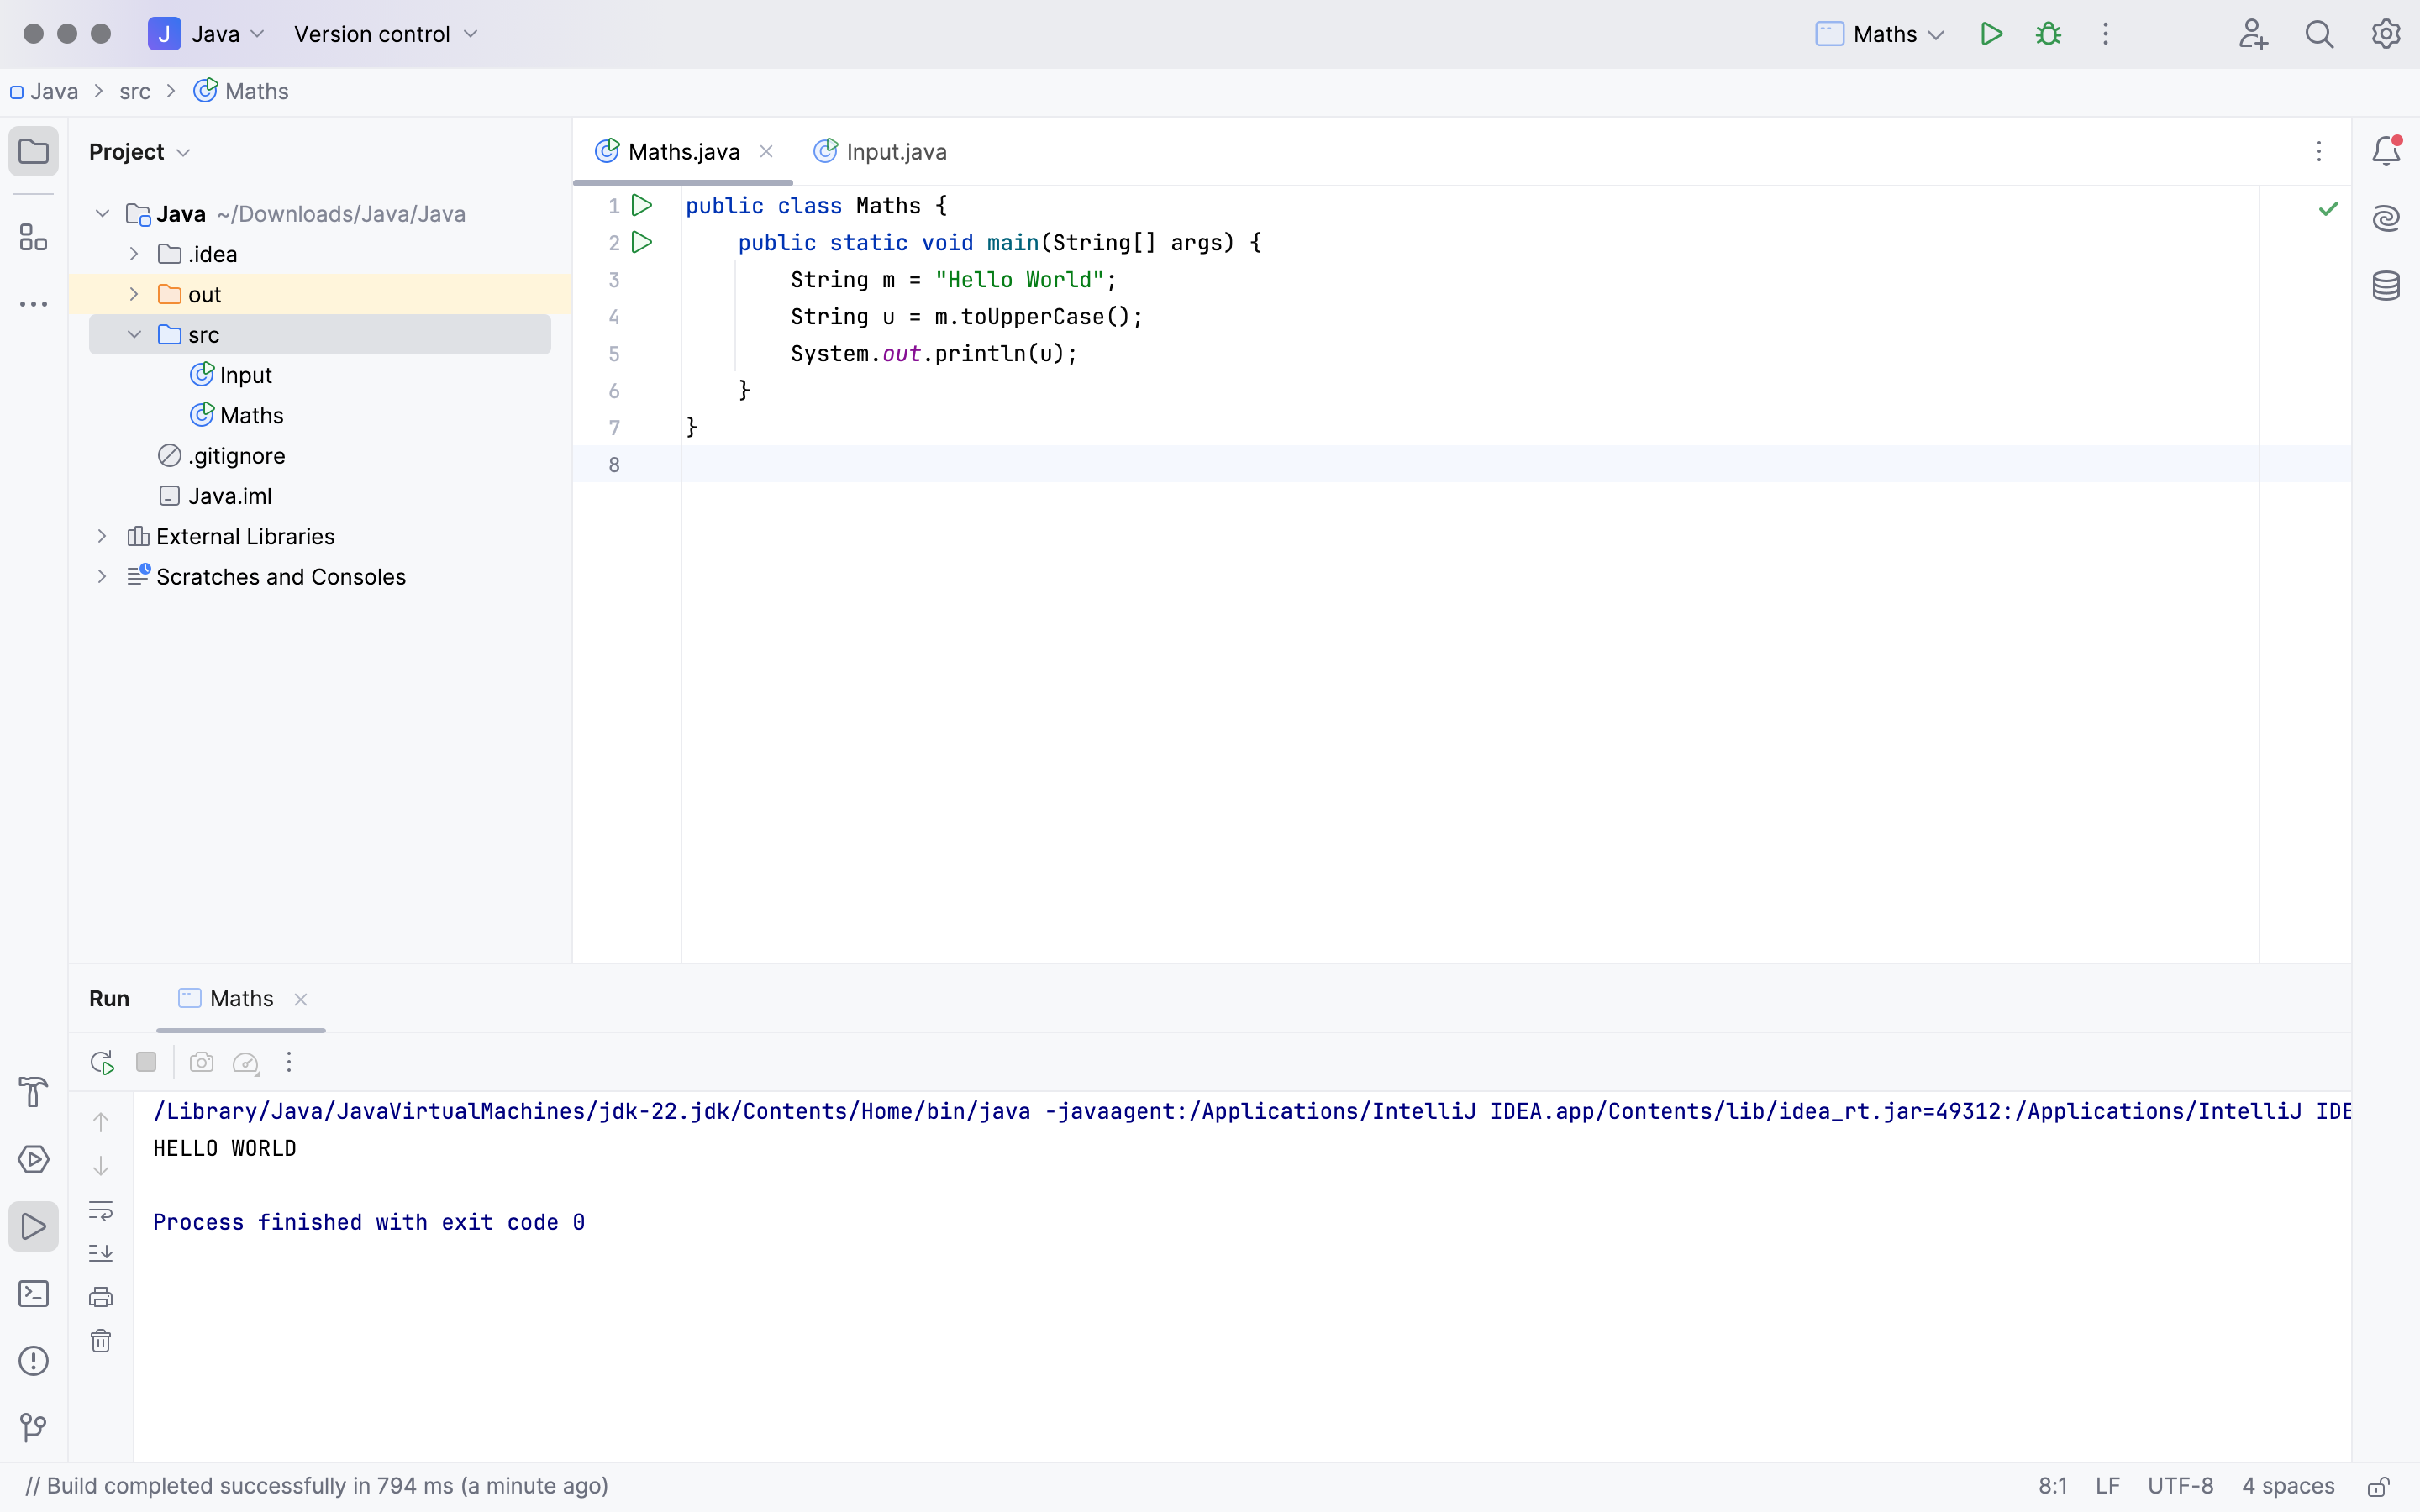 J Java Version control Maths
Java src Maths
Project
Maths.java Input.java
Java ~/Downloads/Java/Java
.idea
out
src
Input
Maths
.gitignore
Java.iml
External Libraries
Scratches and Consoles
1 public class Maths {
2 public static void main(String[] args) {
3 String m = "Hello World";
4 String u = m.toUpperCase();
5 System.out.println(u);
6 }
7 }
8
Run Maths
/Library/Java/JavaVirtualMachines/jdk-22.jdk/Contents/Home/bin/java -javaagent:/Applications/IntelliJ IDEA.app/Contents/lib/idea_rt.jar=49312:/Applications/IntelliJ IDE
HELLO WORLD
Process finished with exit code 0
// Build completed successfully in 794 ms (a minute ago) 8:1 LF UTF-8 4 spaces